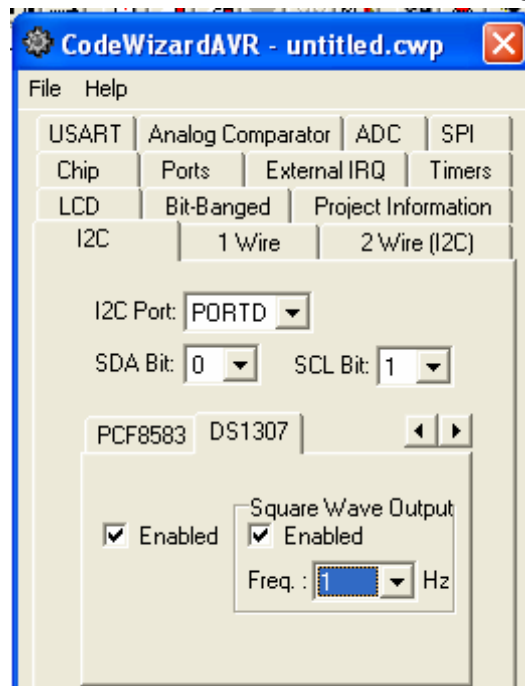 CodeWizardAVR - untitled.cwp
File Help
USART Analog Comparator ADC SPI
Chip Ports External IRQ Timers
LCD Bit-Banged Project Information
I2C 1 Wire 2 Wire (I2C)
I2C Port: PORTD
SDA Bit: 0 SCL Bit: 1
PCF8583 DS1307
Square Wave Output
Enabled Enabled
Freq. : 1 Hz